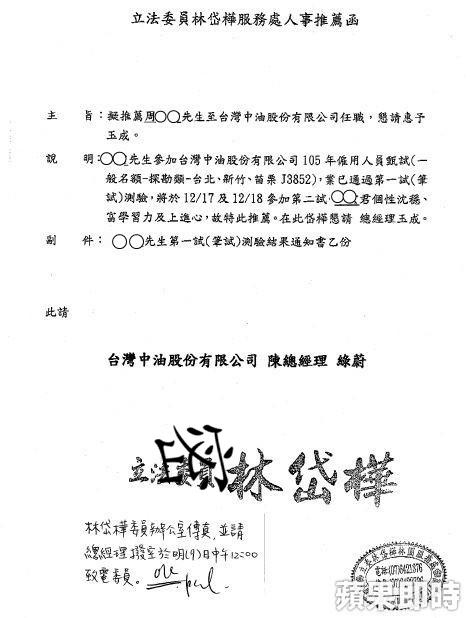 立法委員林岱樺服務處人事推薦函
主　旨：擬推薦周○○先生至台灣中油股份有限公司任職，懇請惠予
玉成。
說　明：○○先生參加台灣中油股份有限公司105年僱用人員甄試(一
般名額-探勘類-台北、新竹、苗栗 J3852)，業已通過第一試(筆
試)測驗，將於12/17及12/18參加第二試。○○君個性沈穩、
富學習力及上進心，故特此推薦。在此岱樺懇請 總經理玉成。
副　件：○○先生第一試(筆試)測驗結果通知書乙份
此請
台灣中油股份有限公司 陳總經理 綠蔚
立法委員 林岱樺
林岱樺委員辦公室傳真，並請
總經理撥空於明(9)日中午12:00
致電委員。
蘋果即時